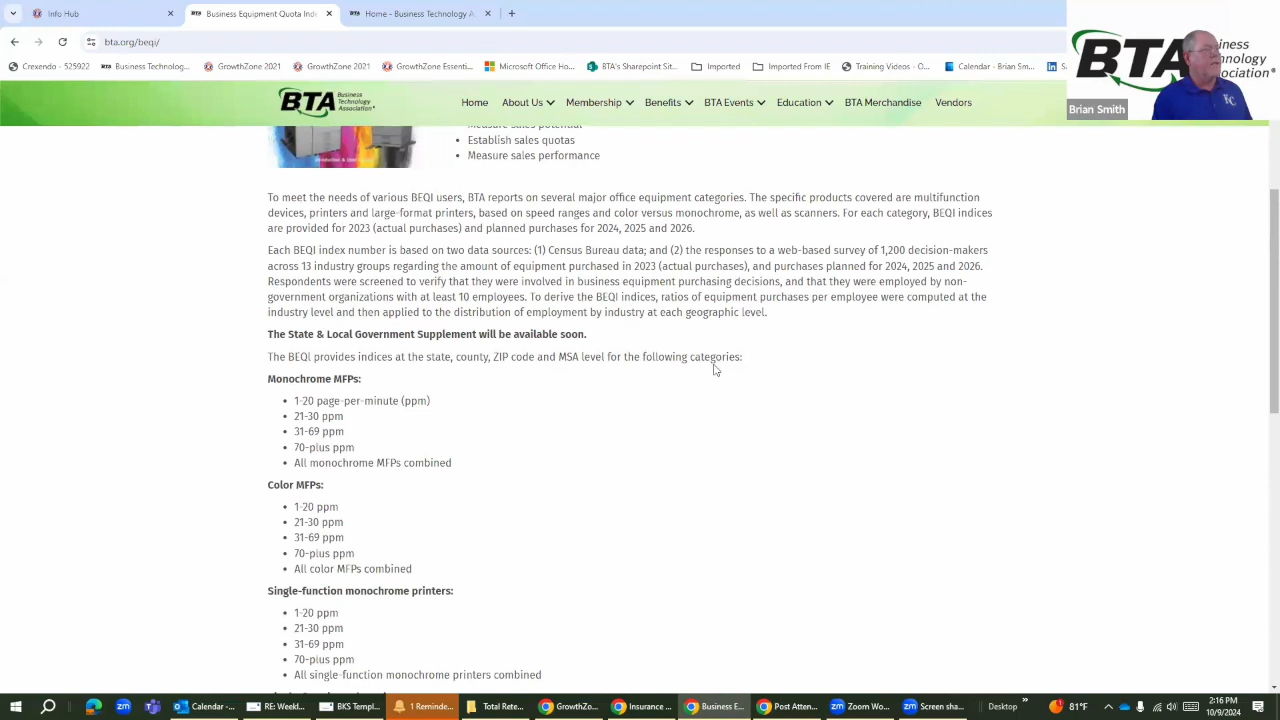 Info Hub
Business Equipment Quota Ind
Home - Business Technology A
bta.org/beqi/
Crexendo - 525922
Business Technolog...
GrowthZone 2021
GrowthZone Essenti...
Microsoft Office Ho...
BTA's Sharepoint Sit...
Imported
Imported From IE
Training Videos - O...
Calendar - Brian Sm...
BTA Business Technology Association®
Home About Us Membership Benefits BTA Events Education BTA Merchandise Vendors
BTA Business Technology Association®
Brian Smith
Establish sales quotas
Measure sales performance
To meet the needs of various BEQI users, BTA reports on several major office equipment categories. The specific products covered are multifunction
devices, printers and large-format printers, based on speed ranges and color versus monochrome, as well as scanners. For each category, BEQI indices
are provided for 2023 (actual purchases) and planned purchases for 2024, 2025 and 2026.
Each BEQI index number is based on two data sources: (1) Census Bureau data; and (2) the responses to a web-based survey of 1,200 decision-makers
across 13 industry groups regarding the amount of equipment purchased in 2023 (actual purchases), and purchases planned for 2024, 2025 and 2026.
Respondents were screened to verify that they were involved in business equipment purchasing decisions, and that they were employed by non-
government organizations with at least 10 employees. To derive the BEQI indices, ratios of equipment purchases per employee were computed at the
industry level and then applied to the distribution of employment by industry at each geographic level.
The State & Local Government Supplement will be available soon.
The BEQI provides indices at the state, county, ZIP code and MSA level for the following categories:
Monochrome MFPs:
1-20 page-per-minute (ppm)
21-30 ppm
31-69 ppm
70-plus ppm
All monochrome MFPs combined
Color MFPs:
1-20 ppm
21-30 ppm
31-69 ppm
70-plus ppm
All color MFPs combined
Single-function monochrome printers:
1-20 ppm
21-30 ppm
31-69 ppm
70-plus ppm
All single-function monochrome printers combined
Calendar -...
RE: Weekl...
BKS Templ...
1 Reminde...
Total Rete...
GrowthZo...
Insurance ...
Business E...
Post Atten...
Zoom Wo...
Screen sha...
Desktop
81°F
2:16 PM
10/9/2024